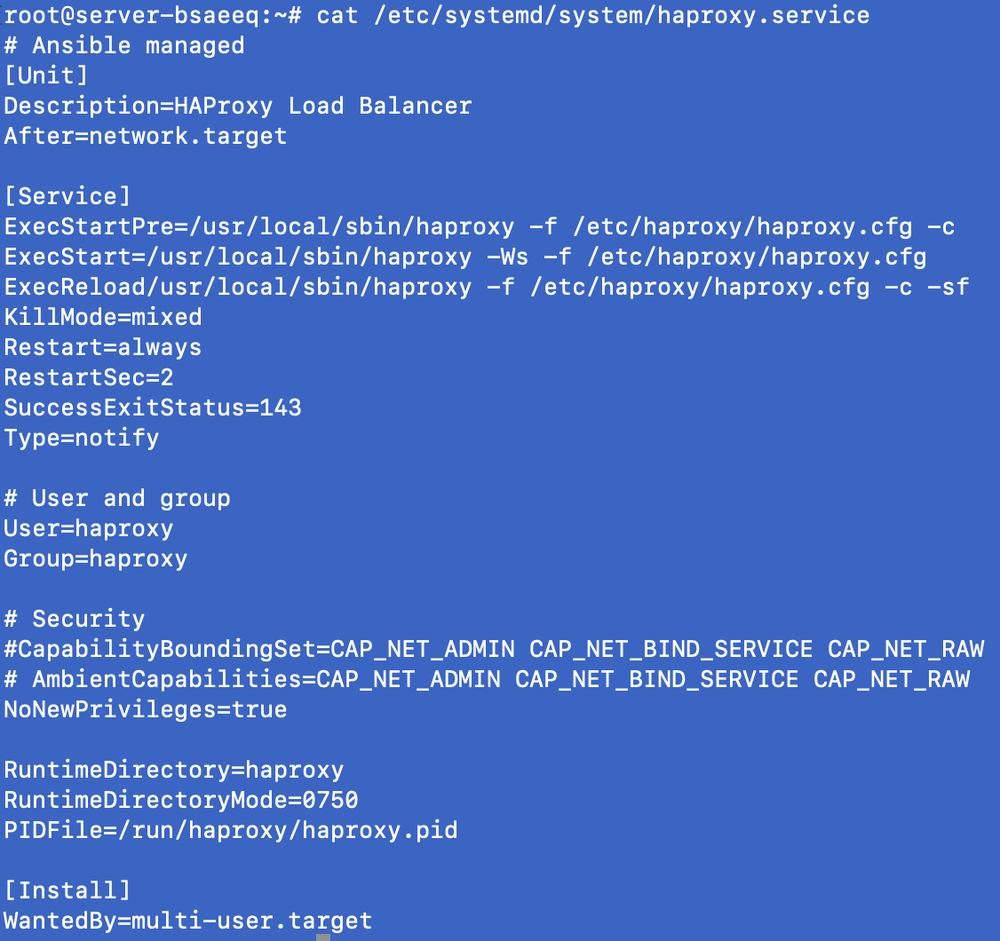 root@server-bsaeeq:~# cat /etc/systemd/system/haproxy.service
# Ansible managed
[Unit]
Description=HAProxy Load Balancer
After=network.target

[Service]
ExecStartPre=/usr/local/sbin/haproxy -f /etc/haproxy/haproxy.cfg -c
ExecStart=/usr/local/sbin/haproxy -Ws -f /etc/haproxy/haproxy.cfg
ExecReload/usr/local/sbin/haproxy -f /etc/haproxy/haproxy.cfg -c -sf
KillMode=mixed
Restart=always
RestartSec=2
SuccessExitStatus=143
Type=notify

# User and group
User=haproxy
Group=haproxy

# Security
#CapabilityBoundingSet=CAP_NET_ADMIN CAP_NET_BIND_SERVICE CAP_NET_RAW
# AmbientCapabilities=CAP_NET_ADMIN CAP_NET_BIND_SERVICE CAP_NET_RAW
NoNewPrivileges=true

RuntimeDirectory=haproxy
RuntimeDirectoryMode=0750
PIDFile=/run/haproxy/haproxy.pid

[Install]
WantedBy=multi-user.target